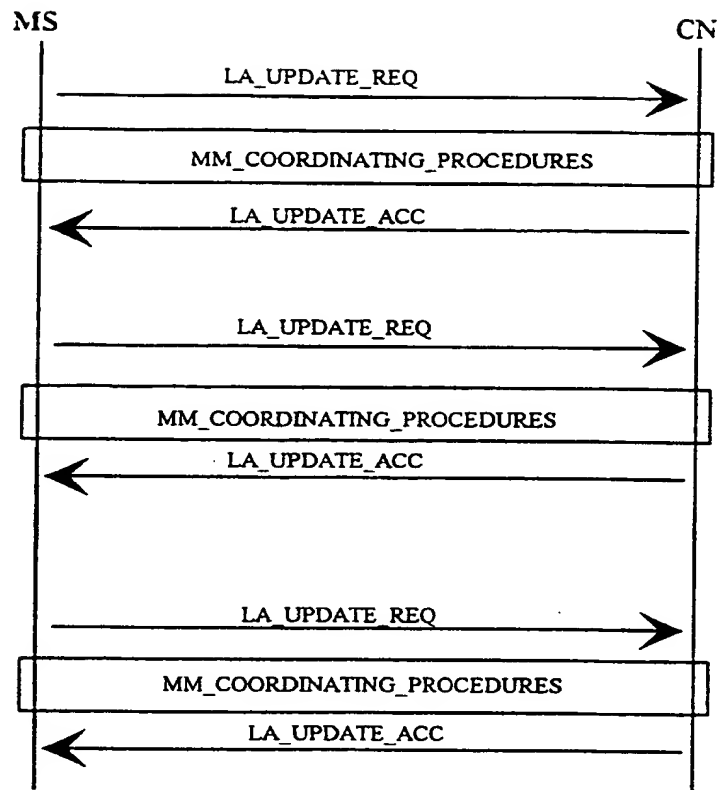 MS
CN
LA_UPDATE_REQ
MM_COORDINATING_PROCEDURES
LA_UPDATE_ACC
LA_UPDATE_REQ
MM_COORDINATING_PROCEDURES
LA_UPDATE_ACC
LA_UPDATE_REQ
MM_COORDINATING_PROCEDURES
LA_UPDATE_ACC